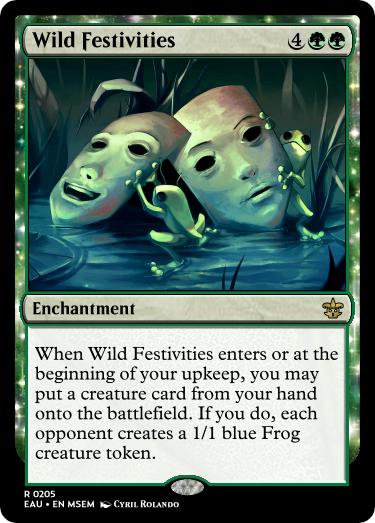 Wild Festivities 4
Enchantment
When Wild Festivities enters or at the
beginning of your upkeep, you may
put a creature card from your hand
onto the battlefield. If you do, each
opponent creates a 1/1 blue Frog
creature token.
R 0205
EAU • EN MSEM Cyril Rolando